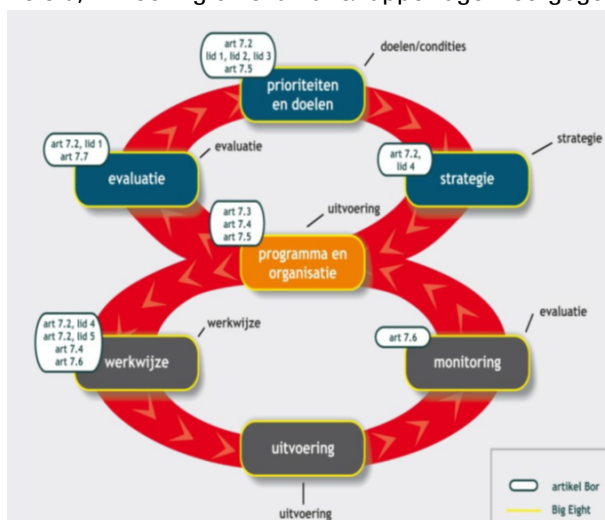 art 7.2
lid 1, lid 2, lid 3
art 7.5
doelen/condities
prioriteiten
en doelen
art 7.2, lid 1
art 7.7
evaluatie
evaluatie
art 7.2,
lid 4
strategie
strategie
art 7.3
art 7.4
art 7.5
uitvoering
programma en
organisatie
art 7.2, lid 4
art 7.2, lid 5
art 7.4
art 7.6
werkwijze
werkwijze
art 7.6
evaluatie
monitoring
uitvoering
uitvoering
artikel Bor
Big Eight